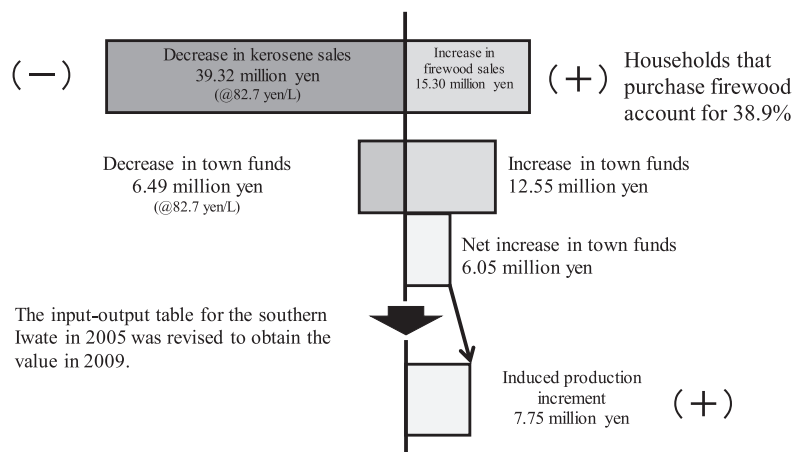 (−)
Decrease in kerosene sales
39.32 million yen
(@82.7 yen/L)
Increase in
firewood sales
15.30 million yen
(+)
Households that
purchase firewood
account for 38.9%
Decrease in town funds
6.49 million yen
(@82.7 yen/L)
Increase in town funds
12.55 million yen
Net increase in town funds
6.05 million yen
The input-output table for the southern
Iwate in 2005 was revised to obtain the
value in 2009.
Induced production
increment
7.75 million yen
(+)